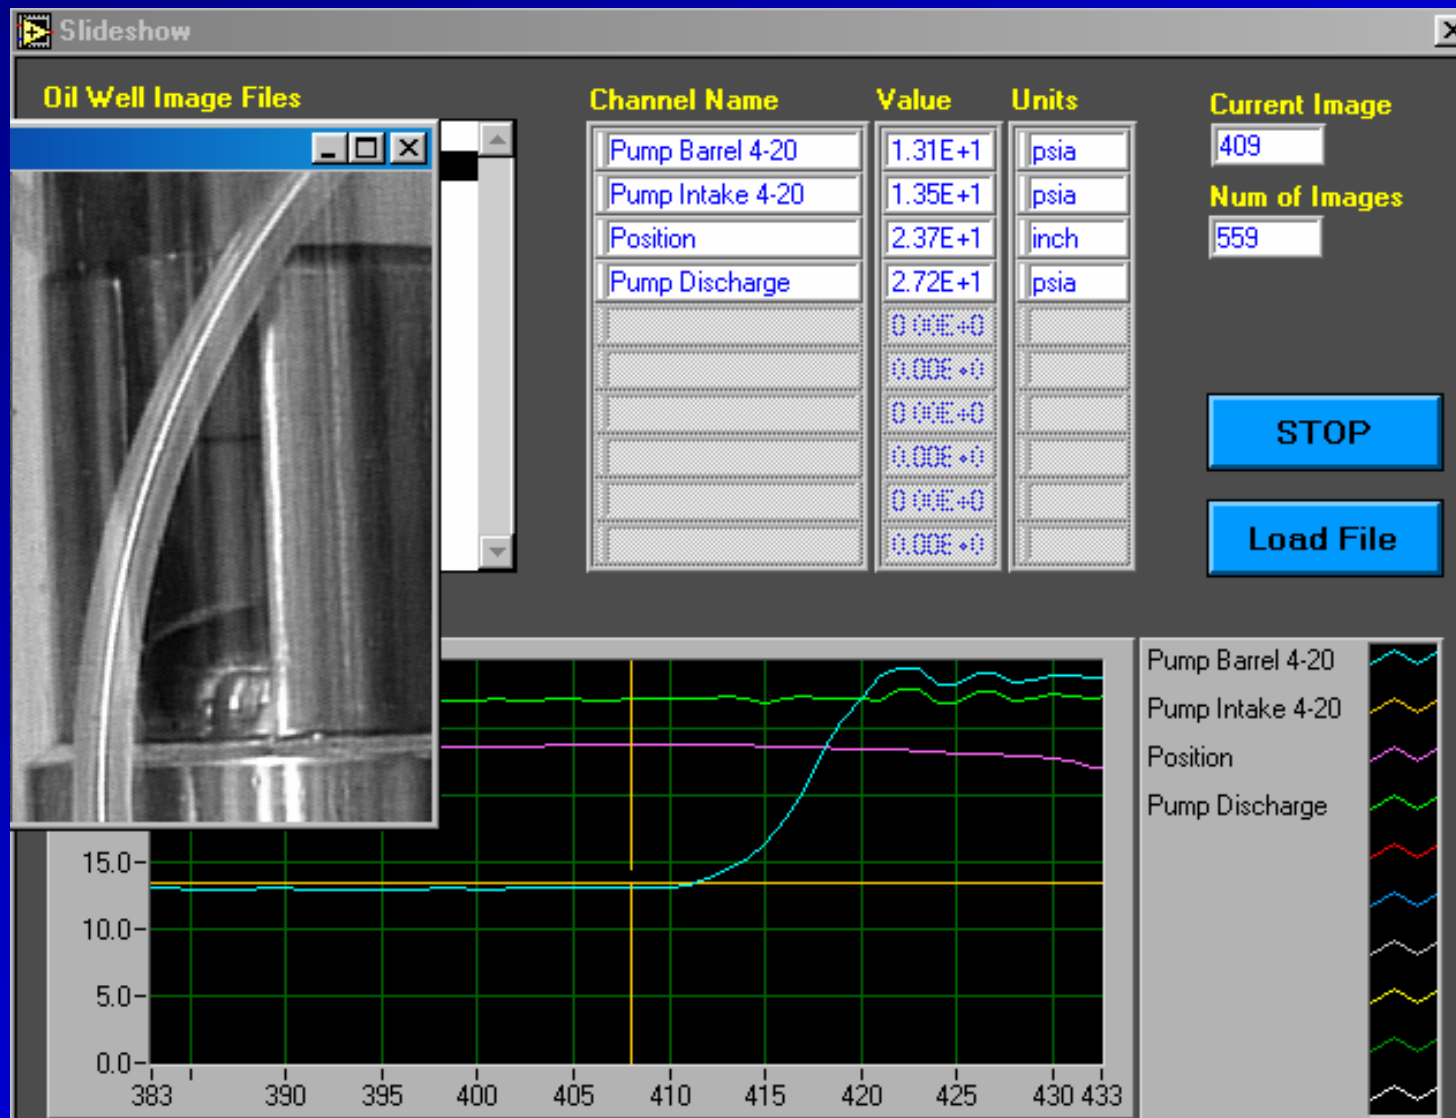 Slideshow
Oil Well Image Files
Channel Name Value Units
Pump Barrel 4-20 1.31E+1 psia
Pump Intake 4-20 1.35E+1 psia
Position 2.37E+1 inch
Pump Discharge 2.72E+1 psia
0.00E+0
0.00E+0
0.00E+0
0.00E+0
0.00E+0
0.00E+0
Current Image
409
Num of Images
559
STOP
Load File
Pump Barrel 4-20
Pump Intake 4-20
Position
Pump Discharge
15.0
10.0
5.0
0.0
383 390 395 400 405 410 415 420 425 430 433